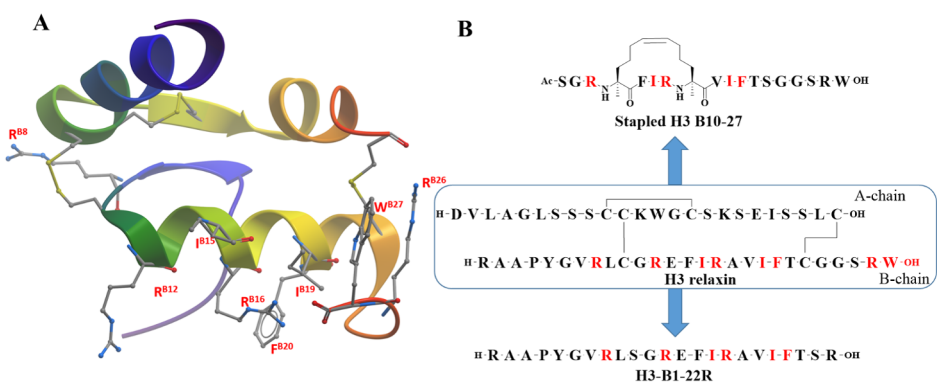 A
R^B8
R^B26
W^B27
I^B15
R^B12
R^B16
I^B19
F^B20
B
Ac-S G R-N H F I R-N H V I F T S G G S R W OH
O O
Stapled H3 B10-27
A-chain
H-D-V-L-A-G-L-S-S-S-C-C-K-W-G-C-S-K-S-E-I-S-S-L-C-OH
H-R-A-A-P-Y-G-V-R-L-C-G-R-E-F-I-R-A-V-I-F-T-C-G-G-S-R-W-OH
H3 relaxin
B-chain
H-R-A-A-P-Y-G-V-R-L-S-G-R-E-F-I-R-A-V-I-F-T-S-R-OH
H3-B1-22R